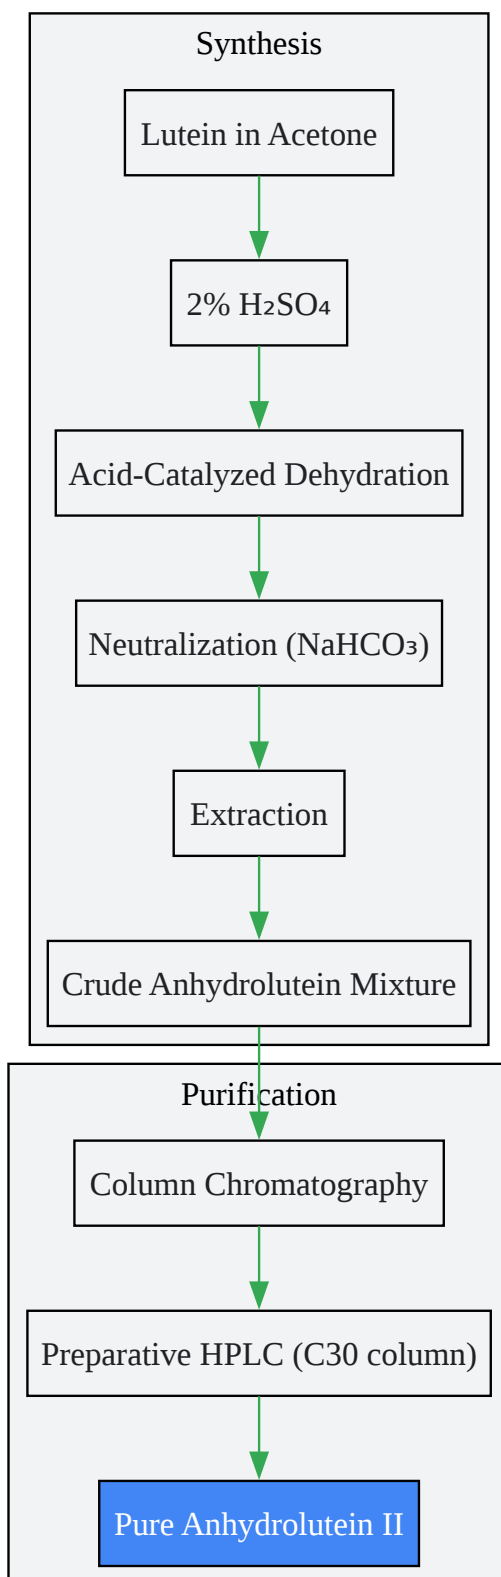 Synthesis
Lutein in Acetone
2% H₂SO₄
Acid-Catalyzed Dehydration
Neutralization (NaHCO₃)
Extraction
Crude Anhydrolutein Mixture
Purification
Column Chromatography
Preparative HPLC (C30 column)
Pure Anhydrolutein II